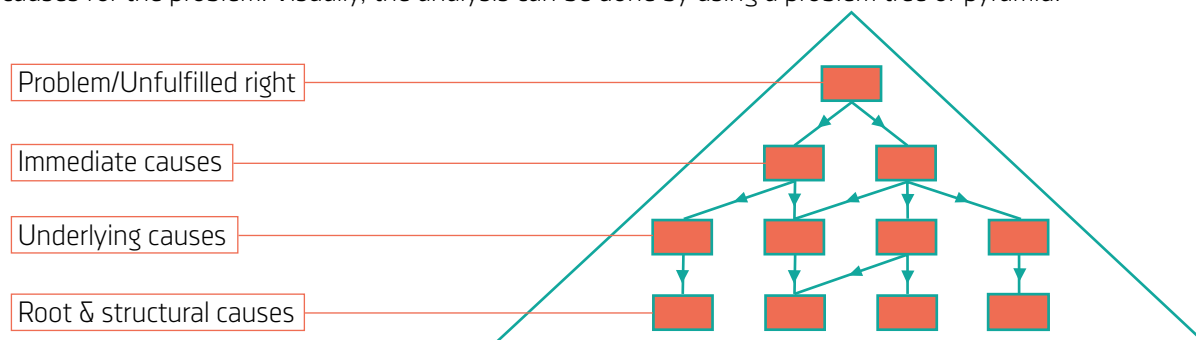 causes for the problem. Visually, the analysis can be done by using a problem tree or pyramid.
Problem/Unfulfilled right
Immediate causes
Underlying causes
Root & structural causes